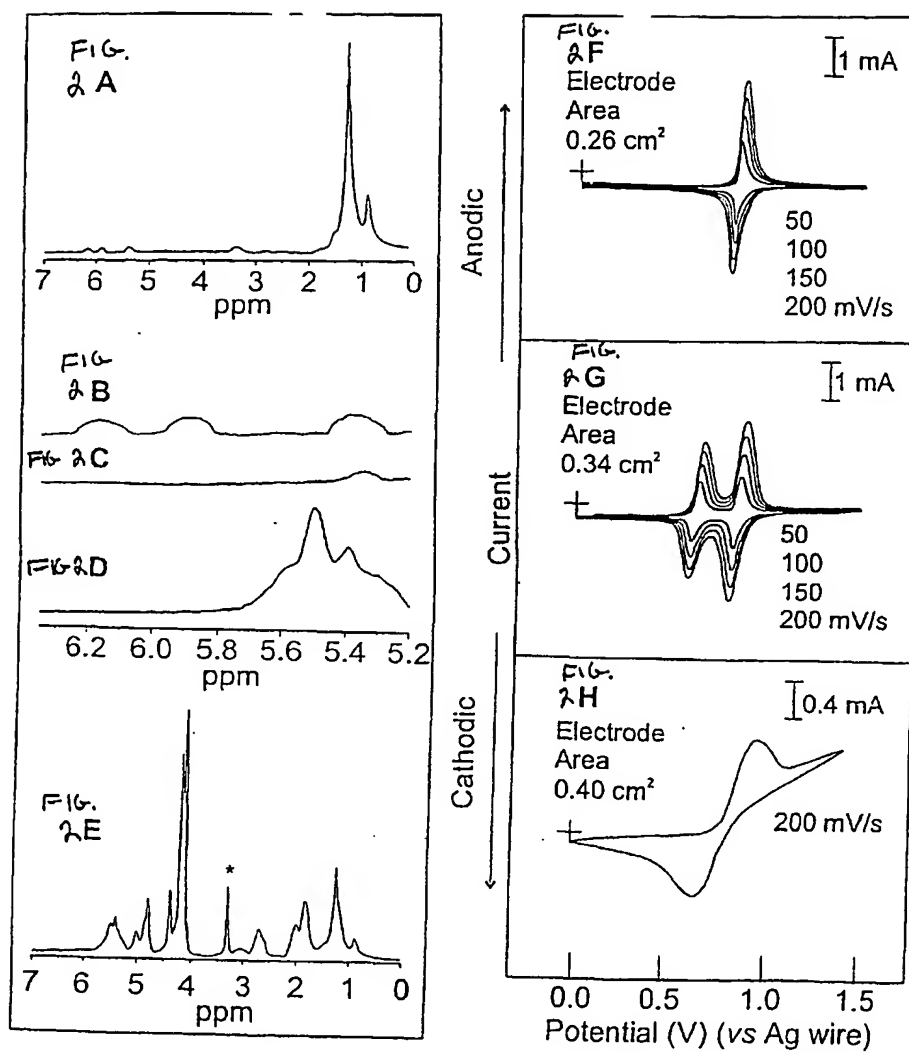 FIG.
2 A
7 6 5 4 3 2 1 0
ppm
FIG
2 B
FIG 2C
FIG 2D
6.2 6.0 5.8 5.6 5.4 5.2
ppm
FIG.
2E
*
7 6 5 4 3 2 1 0
ppm
Anodic
Current
Cathodic
FIG.
2F
1 mA
Electrode
Area
0.26 cm²
50
100
150
200 mV/s
FIG.
2G
1 mA
Electrode
Area
0.34 cm²
50
100
150
200 mV/s
FIG.
2H
0.4 mA
Electrode
Area
0.40 cm²
200 mV/s
0.0 0.5 1.0 1.5
Potential (V) (vs Ag wire)